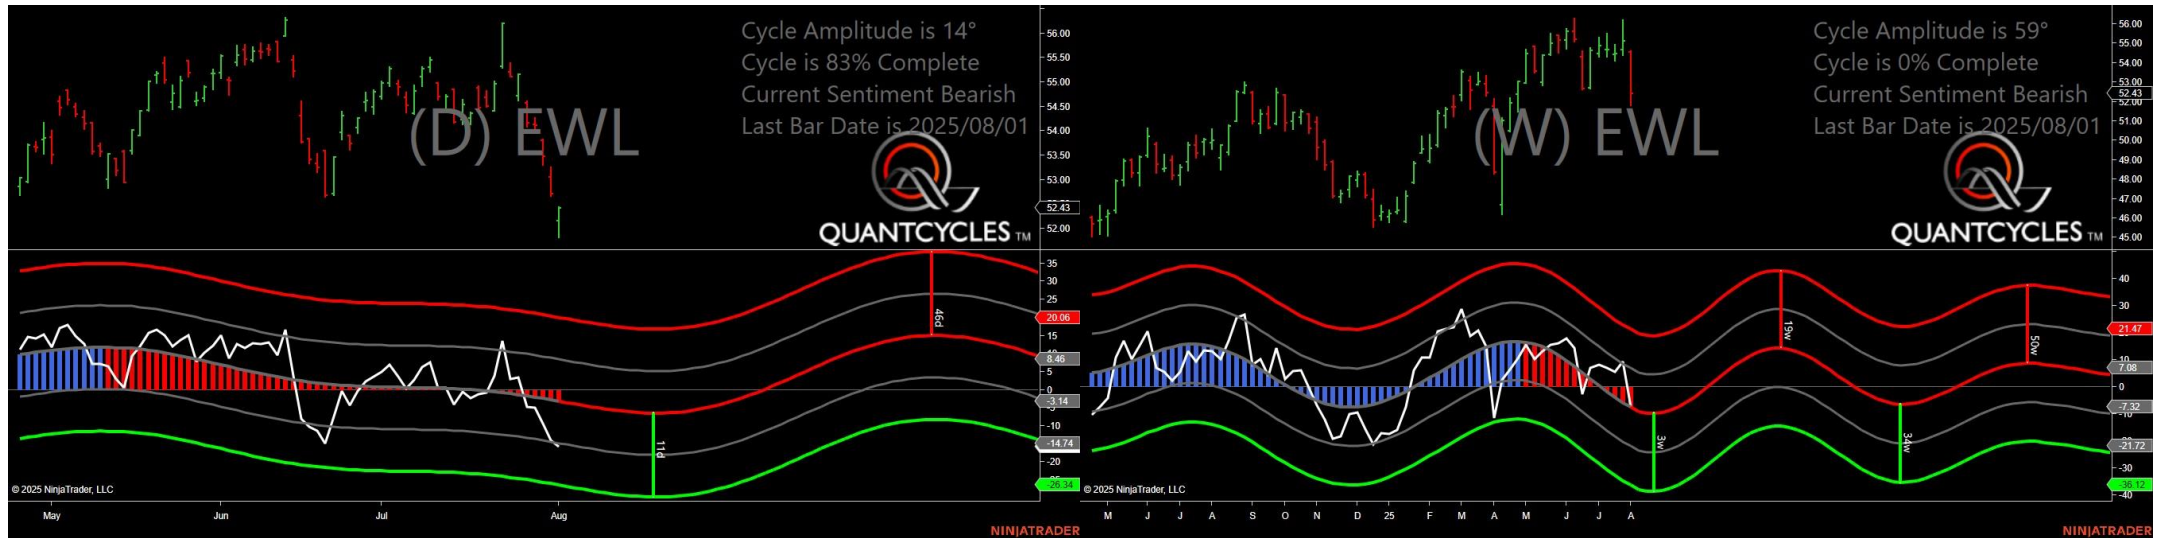 Cycle Amplitude is 14°
Cycle is 83% Complete
Current Sentiment Bearish
Last Bar Date is 2025/08/01
(D) EWL
QUANTCYCLES TM
56.00
55.50
55.00
54.50
54.00
53.50
53.00
52.43
52.00
35
30
25
20.06
15
8.46
5
0
-3.14
-10
-14.74
-20
-26.34
46d
11d
© 2025 NinjaTrader, LLC
May Jun Jul Aug
NINJATRADER
Cycle Amplitude is 59°
Cycle is 0% Complete
Current Sentiment Bearish
Last Bar Date is 2025/08/01
(W) EWL
QUANTCYCLES TM
56.00
55.00
54.00
53.00
52.43
52.00
51.00
50.00
49.00
48.00
47.00
46.00
45.00
40
30
21.47
10
7.08
0
-7.32
-21.72
-30
-36.12
-40
19w
50w
3w
34w
© 2025 NinjaTrader, LLC
M J J A S O N D 25 F M A M J J A
NINJATRADER